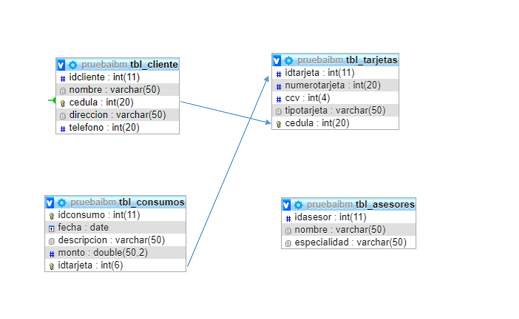 pruebaibm tbl_cliente
idcliente : int(11)
nombre : varchar(50)
cedula : int(20)
direccion : varchar(50)
telefono : int(20)
pruebaibm tbl_tarjetas
idtarjeta : int(11)
numerotarjeta : int(20)
ccv : int(4)
tipotarjeta : varchar(50)
cedula : int(20)
pruebaibm tbl_consumos
idconsumo : int(11)
fecha : date
descripcion : varchar(50)
monto : double(50,2)
idtarjeta : int(6)
pruebaibm tbl_asesores
idasesor : int(11)
nombre : varchar(50)
especialidad : varchar(50)